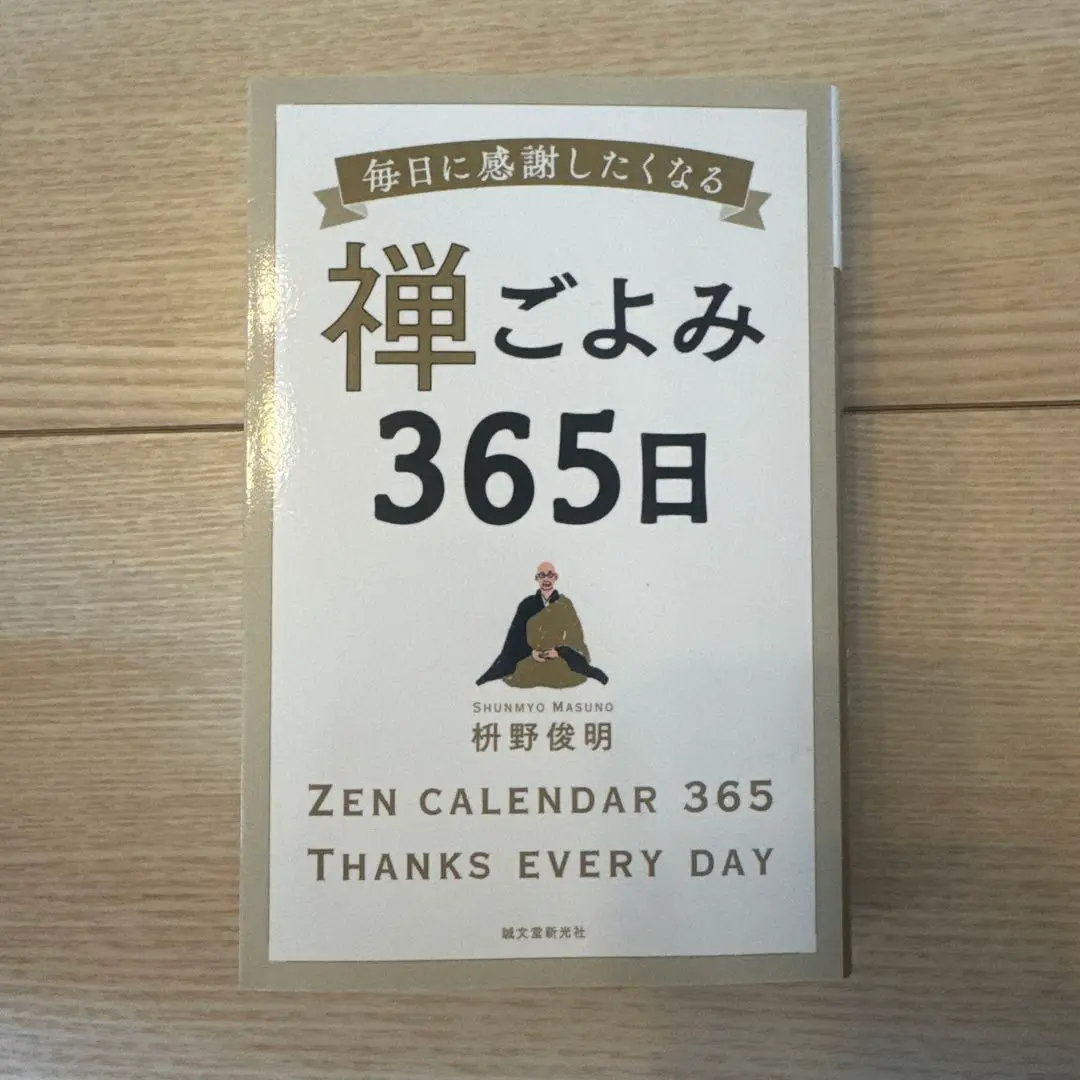 毎日に感謝したくなる
禅ごよみ
365日
SHUNMYO MASUNO
枡野俊明
ZEN CALENDAR 365
THANKS EVERY DAY
誠文堂新光社